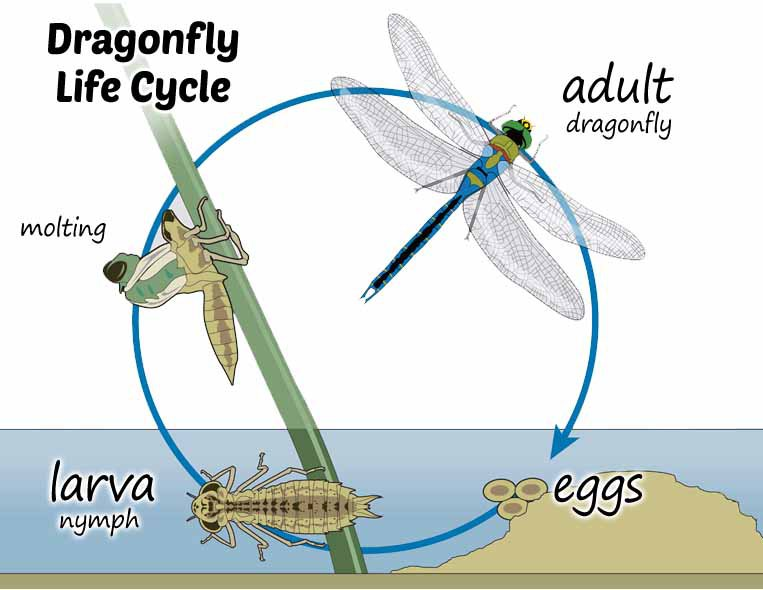 Dragonfly
Life Cycle
adult
dragonfly
molting
larva
nymph
eggs